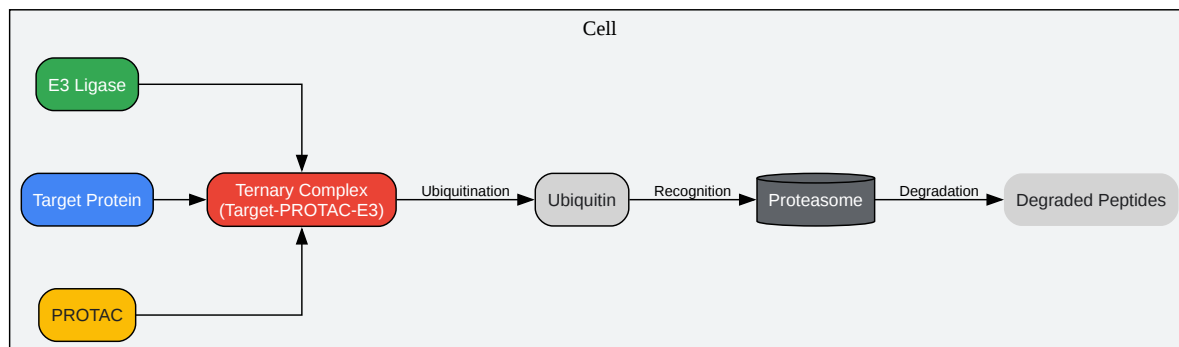 Cell
E3 Ligase
Target Protein
PROTAC
Ternary Complex
(Target-PROTAC-E3)
Ubiquitination
Ubiquitin
Recognition
Proteasome
Degradation
Degraded Peptides